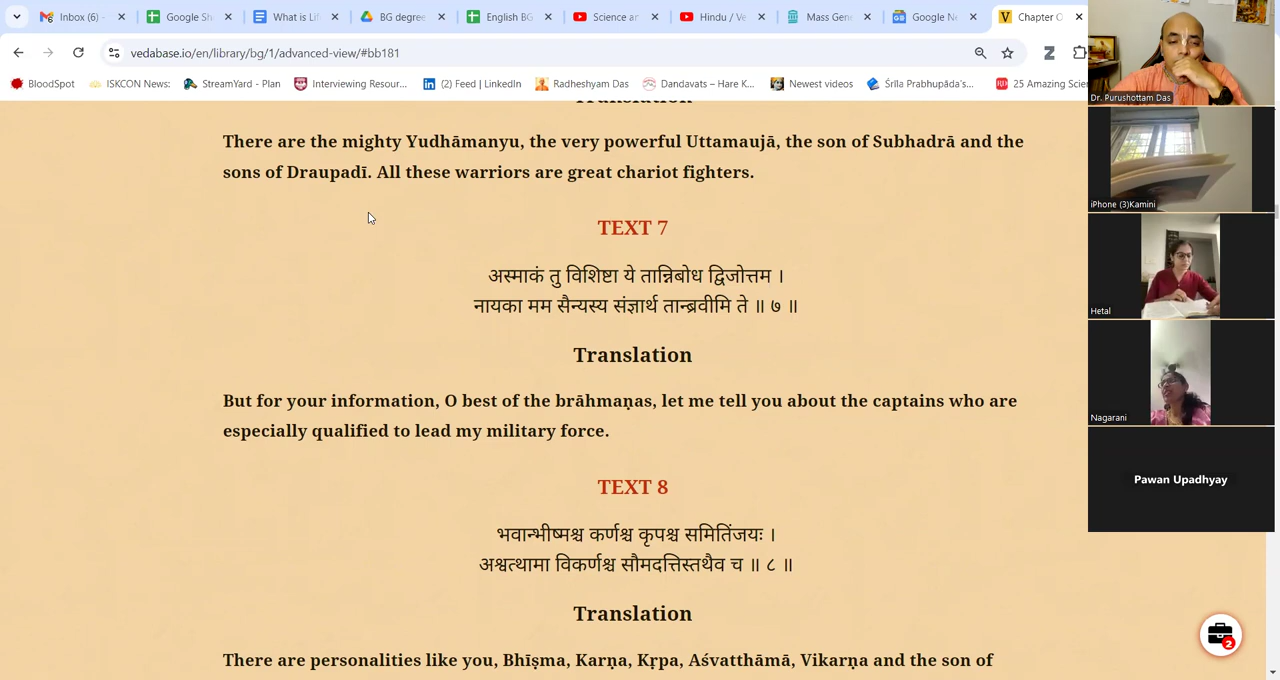 Inbox (6) -
Google Sh
What is Lif
BG degree
English BG
Science an
Hindu / Ve
Mass Gene
Google Ne
Chapter O
vedabase.io/en/library/bg/1/advanced-view/#bb181
BloodSpot
ISKCON News:
StreamYard - Plan
Interviewing Resour...
(2) Feed | LinkedIn
Radheshyam Das
Dandavats – Hare K...
Newest videos
Śrīla Prabhupāda's...
25 Amazing Scien
Translation
There are the mighty Yudhāmanyu, the very powerful Uttamaujā, the son of Subhadrā and the
sons of Draupadī. All these warriors are great chariot fighters.
TEXT 7
अस्माकं तु विशिष्टा ये तान्निबोध द्विजोत्तम ।
नायका मम सैन्यस्य संज्ञार्थं तान्ब्रवीमि ते ॥ ७ ॥
Translation
But for your information, O best of the brāhmaṇas, let me tell you about the captains who are
especially qualified to lead my military force.
TEXT 8
भवान्भीष्मश्च कर्णश्च कृपश्च समितिंजयः ।
अश्वत्थामा विकर्णश्च सौमदत्तिस्तथैव च ॥ ८ ॥
Translation
There are personalities like you, Bhīṣma, Karṇa, Kṛpa, Aśvatthāmā, Vikarṇa and the son of
Dr. Purushottam Das
iPhone (3)Kamini
Hetal
Nagarani
Pawan Upadhyay
2